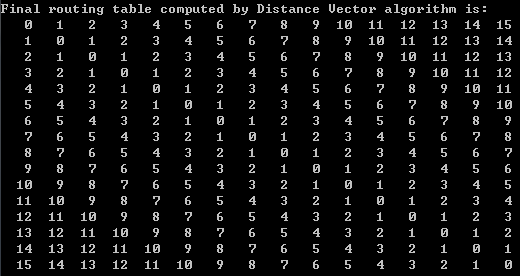 Final routing table computed by Distance Vector algorithm is:
0 1 2 3 4 5 6 7 8 9 10 11 12 13 14 15
1 0 1 2 3 4 5 6 7 8 9 10 11 12 13 14
2 1 0 1 2 3 4 5 6 7 8 9 10 11 12 13
3 2 1 0 1 2 3 4 5 6 7 8 9 10 11 12
4 3 2 1 0 1 2 3 4 5 6 7 8 9 10 11
5 4 3 2 1 0 1 2 3 4 5 6 7 8 9 10
6 5 4 3 2 1 0 1 2 3 4 5 6 7 8 9
7 6 5 4 3 2 1 0 1 2 3 4 5 6 7 8
8 7 6 5 4 3 2 1 0 1 2 3 4 5 6 7
9 8 7 6 5 4 3 2 1 0 1 2 3 4 5 6
10 9 8 7 6 5 4 3 2 1 0 1 2 3 4 5
11 10 9 8 7 6 5 4 3 2 1 0 1 2 3 4
12 11 10 9 8 7 6 5 4 3 2 1 0 1 2 3
13 12 11 10 9 8 7 6 5 4 3 2 1 0 1 2
14 13 12 11 10 9 8 7 6 5 4 3 2 1 0 1
15 14 13 12 11 10 9 8 7 6 5 4 3 2 1 0